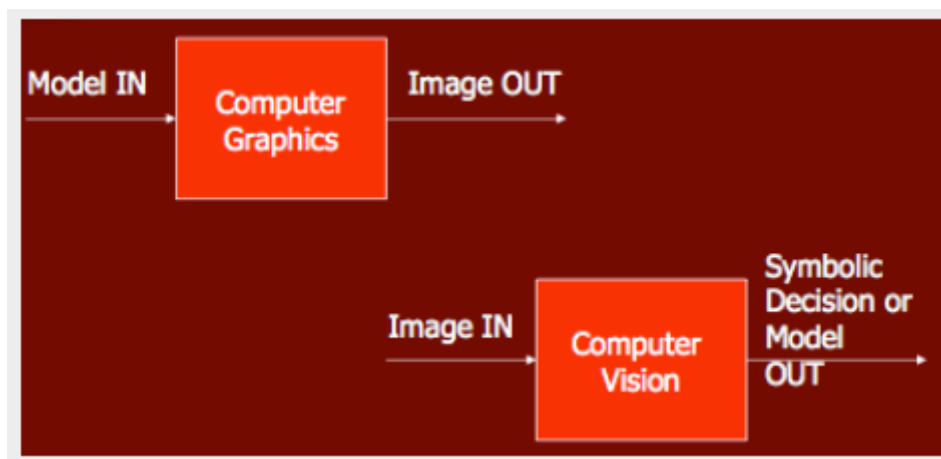 Model IN
Computer
Graphics
Image OUT
Image IN
Computer
Vision
Symbolic
Decision or
Model
OUT